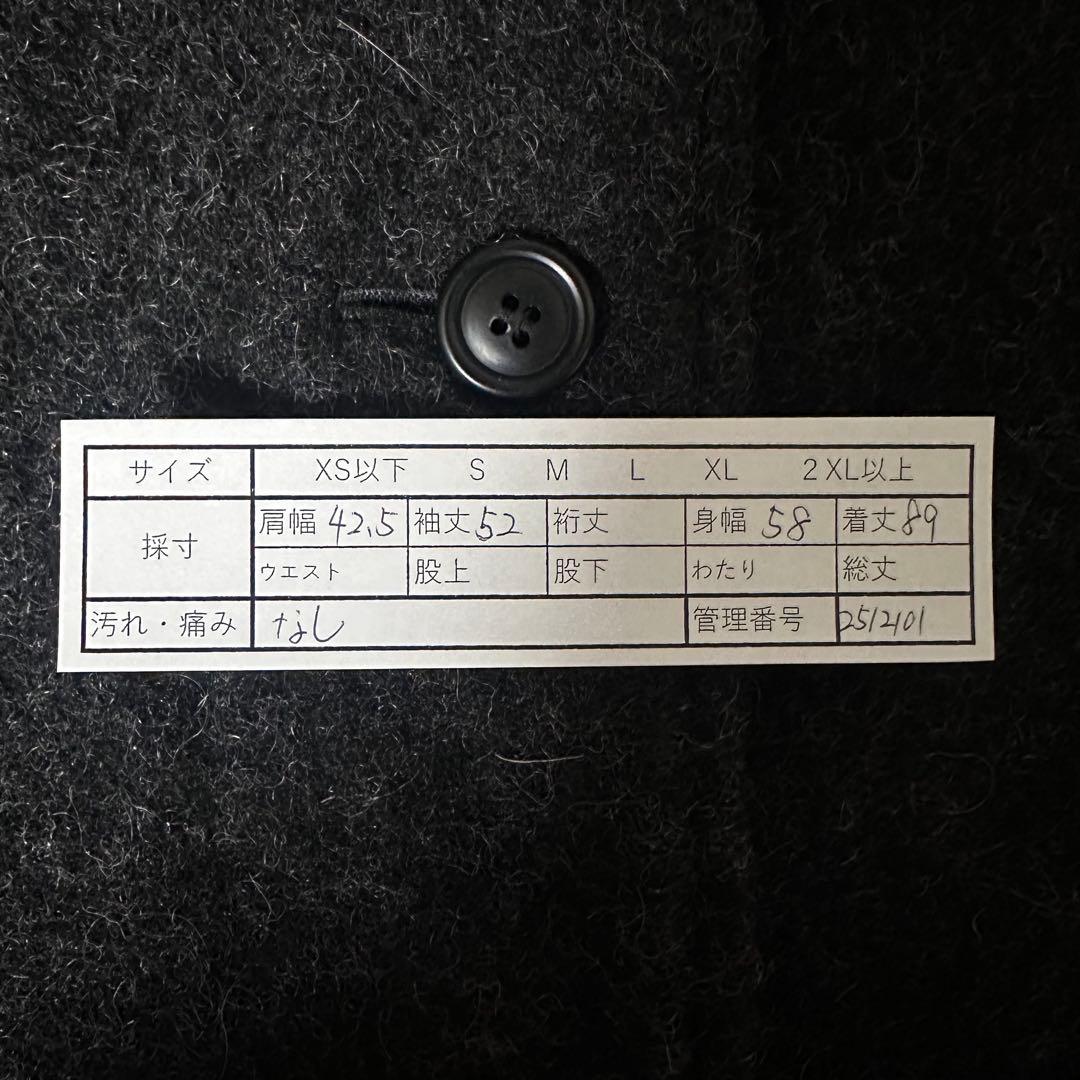 サイズ XS以下 S M L XL 2XL以上
採寸 肩幅 42.5 袖丈 52 裄丈 身幅 58 着丈 89
ウエスト 股上 股下 わたり 総丈
汚れ・痛み なし 管理番号 2512101